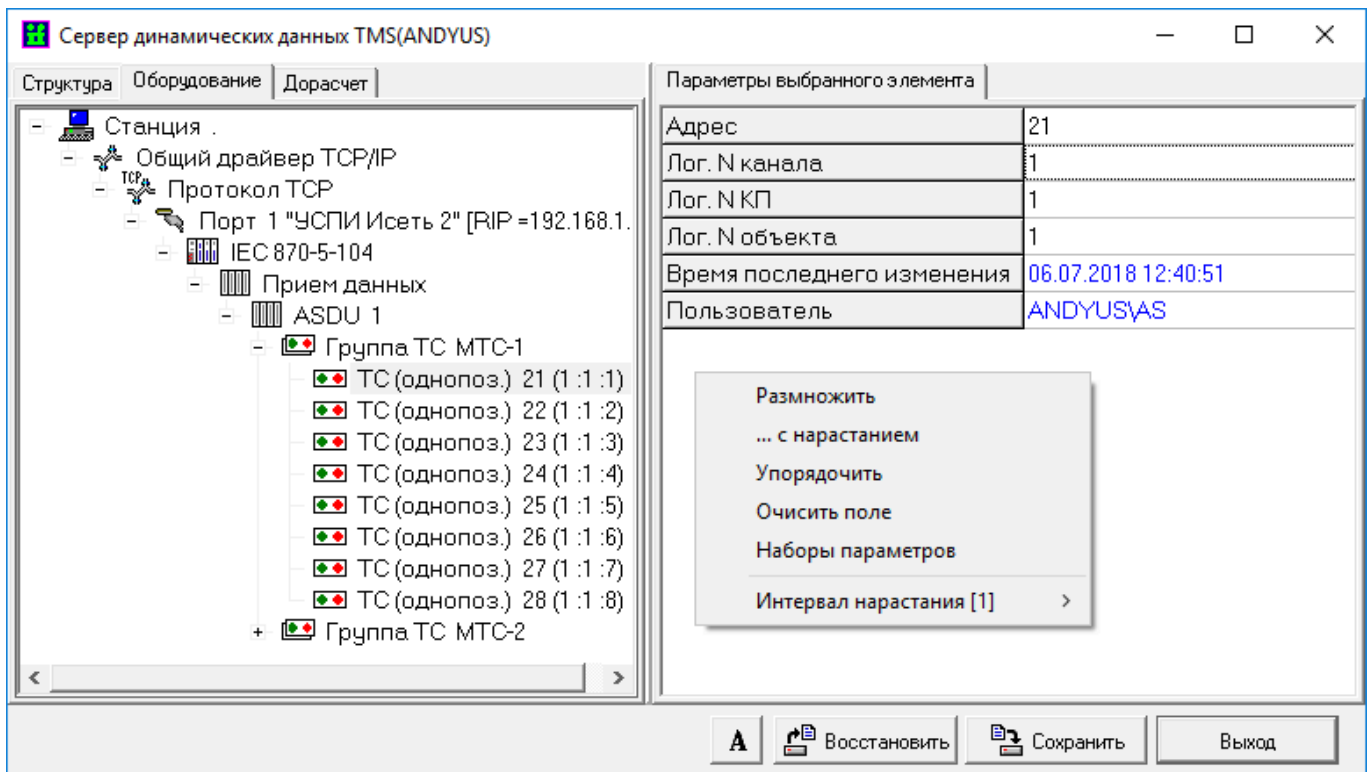 Сервер динамических данных TMS(ANDYUS)
Структура Оборудование Дорасчет
Станция .
Общий драйвер TCP/IP
TCP
Протокол TCP
Порт 1 "УСПИ Исеть 2" [RIP =192.168.1.
IEC 870-5-104
Прием данных
ASDU 1
Группа ТС МТС-1
ТС (однопоз.) 21 (1 :1 :1)
ТС (однопоз.) 22 (1 :1 :2)
ТС (однопоз.) 23 (1 :1 :3)
ТС (однопоз.) 24 (1 :1 :4)
ТС (однопоз.) 25 (1 :1 :5)
ТС (однопоз.) 26 (1 :1 :6)
ТС (однопоз.) 27 (1 :1 :7)
ТС (однопоз.) 28 (1 :1 :8)
Группа ТС МТС-2
Параметры выбранного элемента
Адрес 21
Лог. N канала 1
Лог. N КП 1
Лог. N объекта 1
Время последнего изменения 06.07.2018 12:40:51
Пользователь ANDYUS\AS
Размножить
... с нарастанием
Упорядочить
Очисить поле
Наборы параметров
Интервал нарастания [1]
A Восстановить Сохранить Выход